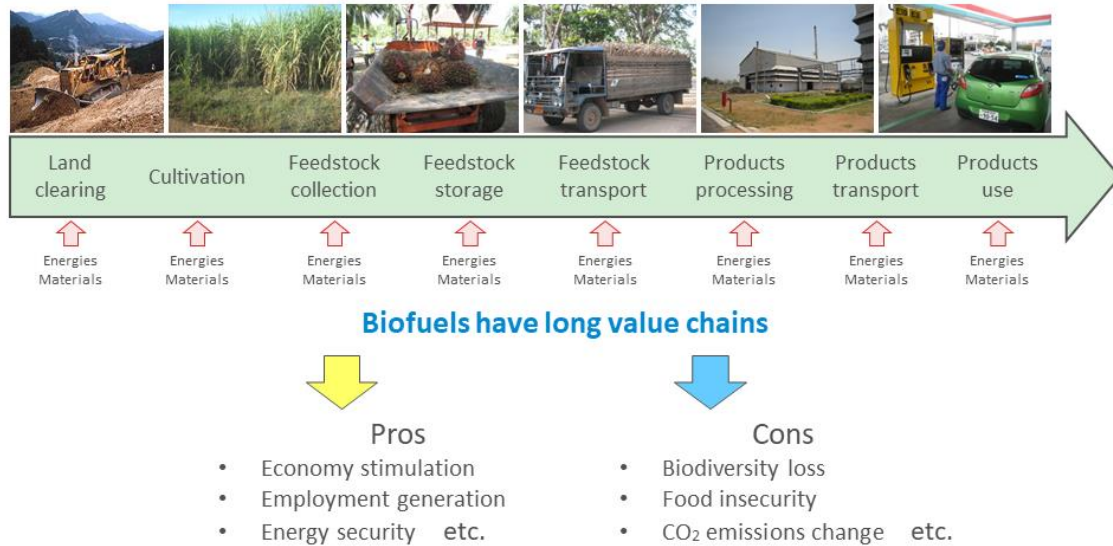 Land clearing
Cultivation
Feedstock collection
Feedstock storage
Feedstock transport
Products processing
Products transport
Products use
Energies Materials
Energies Materials
Energies Materials
Energies Materials
Energies Materials
Energies Materials
Energies Materials
Energies Materials
Biofuels have long value chains
Pros
• Economy stimulation
• Employment generation
• Energy security etc.
Cons
• Biodiversity loss
• Food insecurity
• CO₂ emissions change etc.